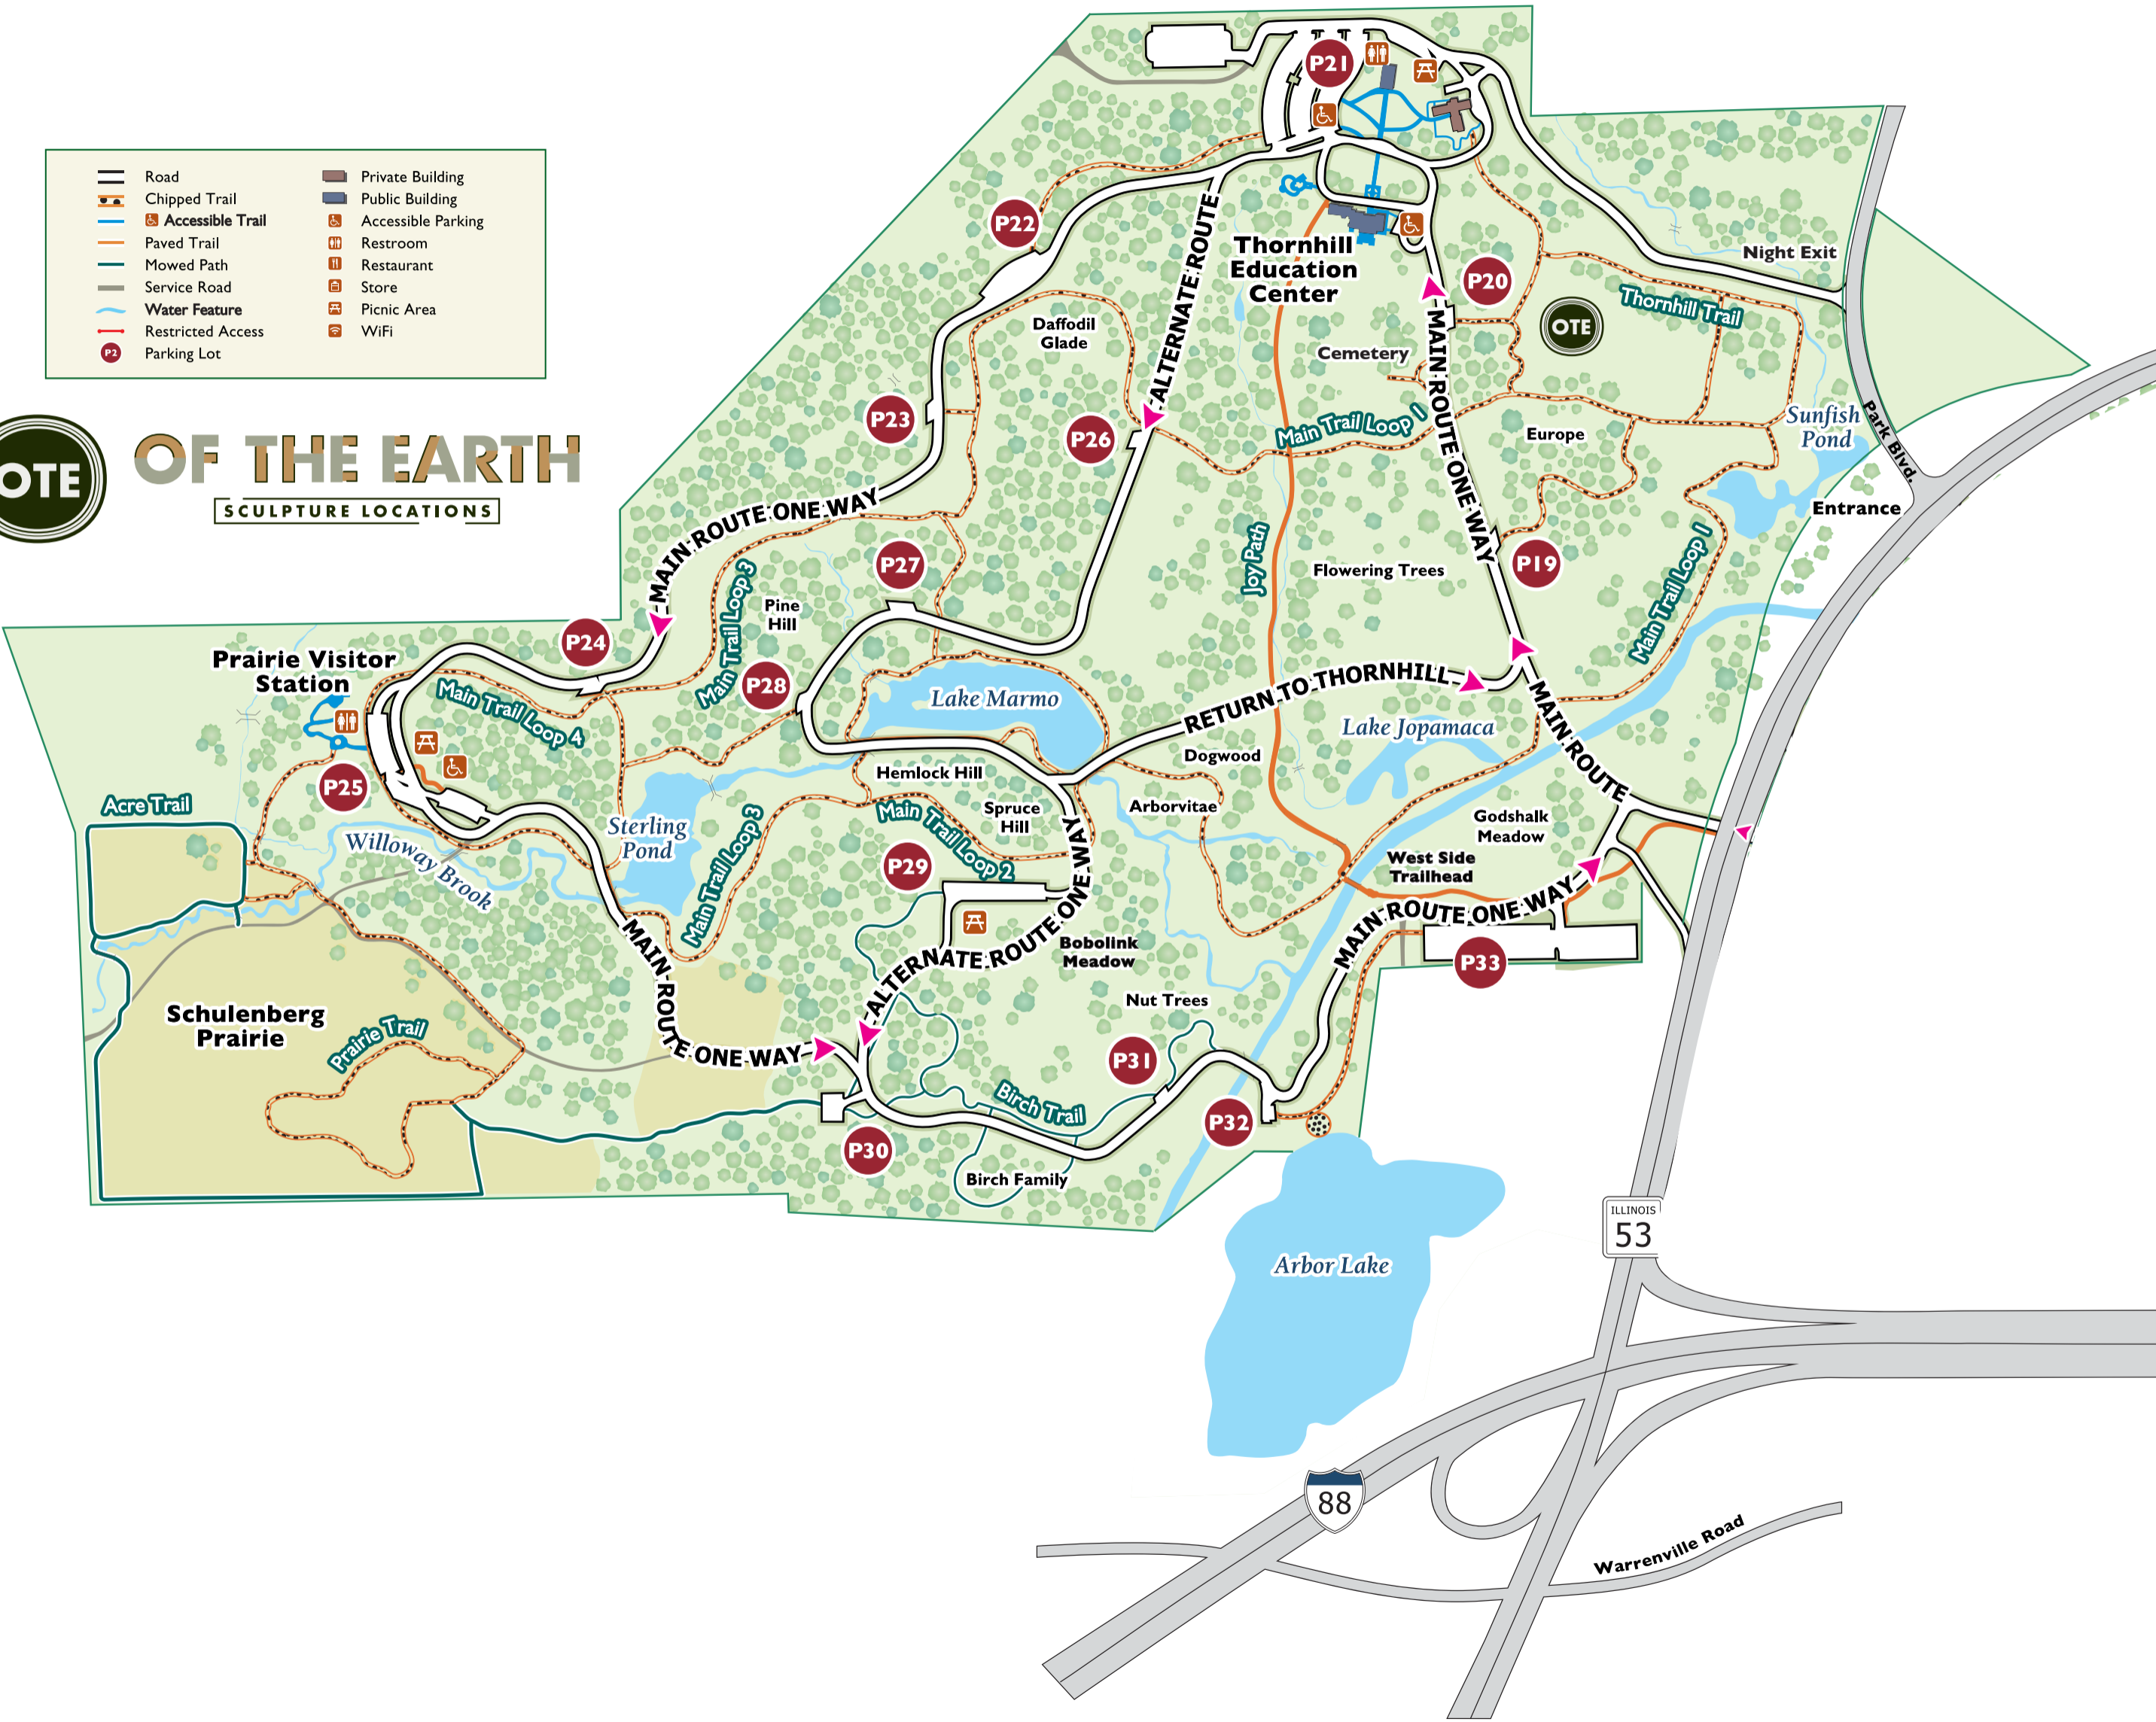 Road
Chipped Trail
Accessible Trail
Paved Trail
Mowed Path
Service Road
Water Feature
Restricted Access
P2
Parking Lot
Private Building
Public Building
Accessible Parking
Restroom
Restaurant
Store
Picnic Area
WiFi
OTE
OF THE EARTH
SCULPTURE LOCATIONS
P21
P22
ALTERNATE ROUTE
ALTERNATE ROUTE
Thornhill
Education
Center
P20
OTE
Night Exit
Thornhill Trail
Daffodil
Glade
Cemetery
MAIN ROUTE ONE WAY
P23
P26
Main Trail Loop 1
Europe
Sunfish
Pond
Park Blvd.
Entrance
MAIN ROUTE ONE WAY
P27
Joy Path
Flowering Trees
P19
Main Trail Loop 1
Main Trail Loop 3
Pine
Hill
P24
P28
Prairie Visitor
Station
Main Trail Loop 4
Lake Marmo
RETURN TO THORNHILL
Lake Jopamaca
MAIN ROUTE
Dogwood
Hemlock Hill
P25
Acre Trail
Willoway Brook
Sterling
Pond
Main Trail Loop 3
Main Trail Loop 2
Spruce
Hill
Arborvitae
Godshalk
Meadow
West Side
Trailhead
P29
ALTERNATE ROUTE ONE WAY
Bobolink
Meadow
MAIN ROUTE ONE WAY
P33
MAIN ROUTE ONE WAY
Nut Trees
Schulenberg
Prairie
Prairie Trail
P31
Birch Trail
P32
P30
Birch Family
Arbor Lake
ILLINOIS
53
88
Warrenville Road